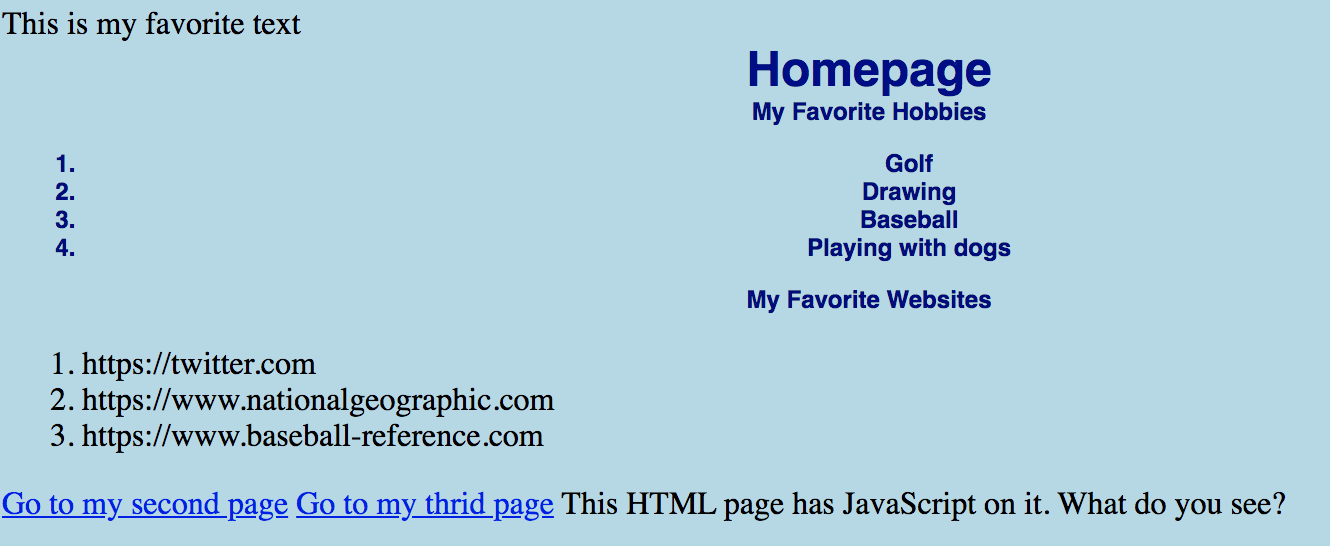 This is my favorite text
Homepage
My Favorite Hobbies
1. Golf
2. Drawing
3. Baseball
4. Playing with dogs
My Favorite Websites
1. https://twitter.com
2. https://www.nationalgeographic.com
3. https://www.baseball-reference.com
Go to my second page Go to my thrid page This HTML page has JavaScript on it. What do you see?